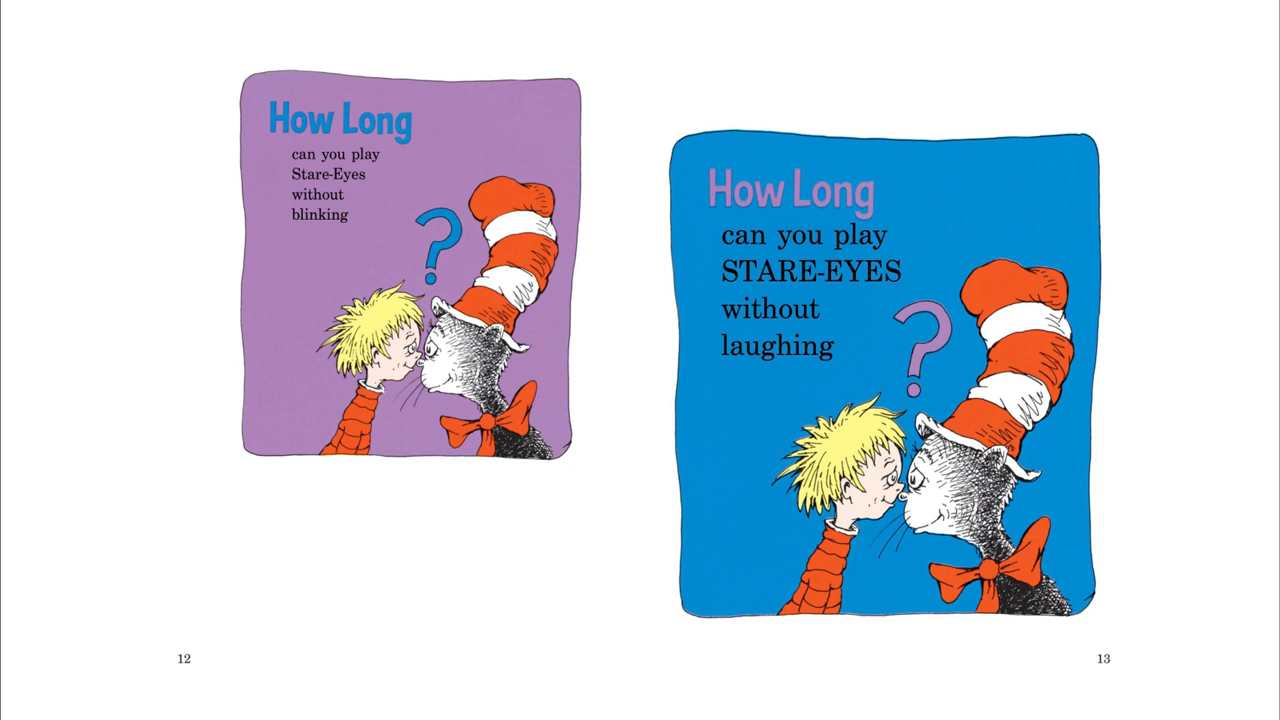 How Long
can you play
Stare-Eyes
without
blinking
?
12
How Long
can you play
STARE-EYES
without
laughing
?
13